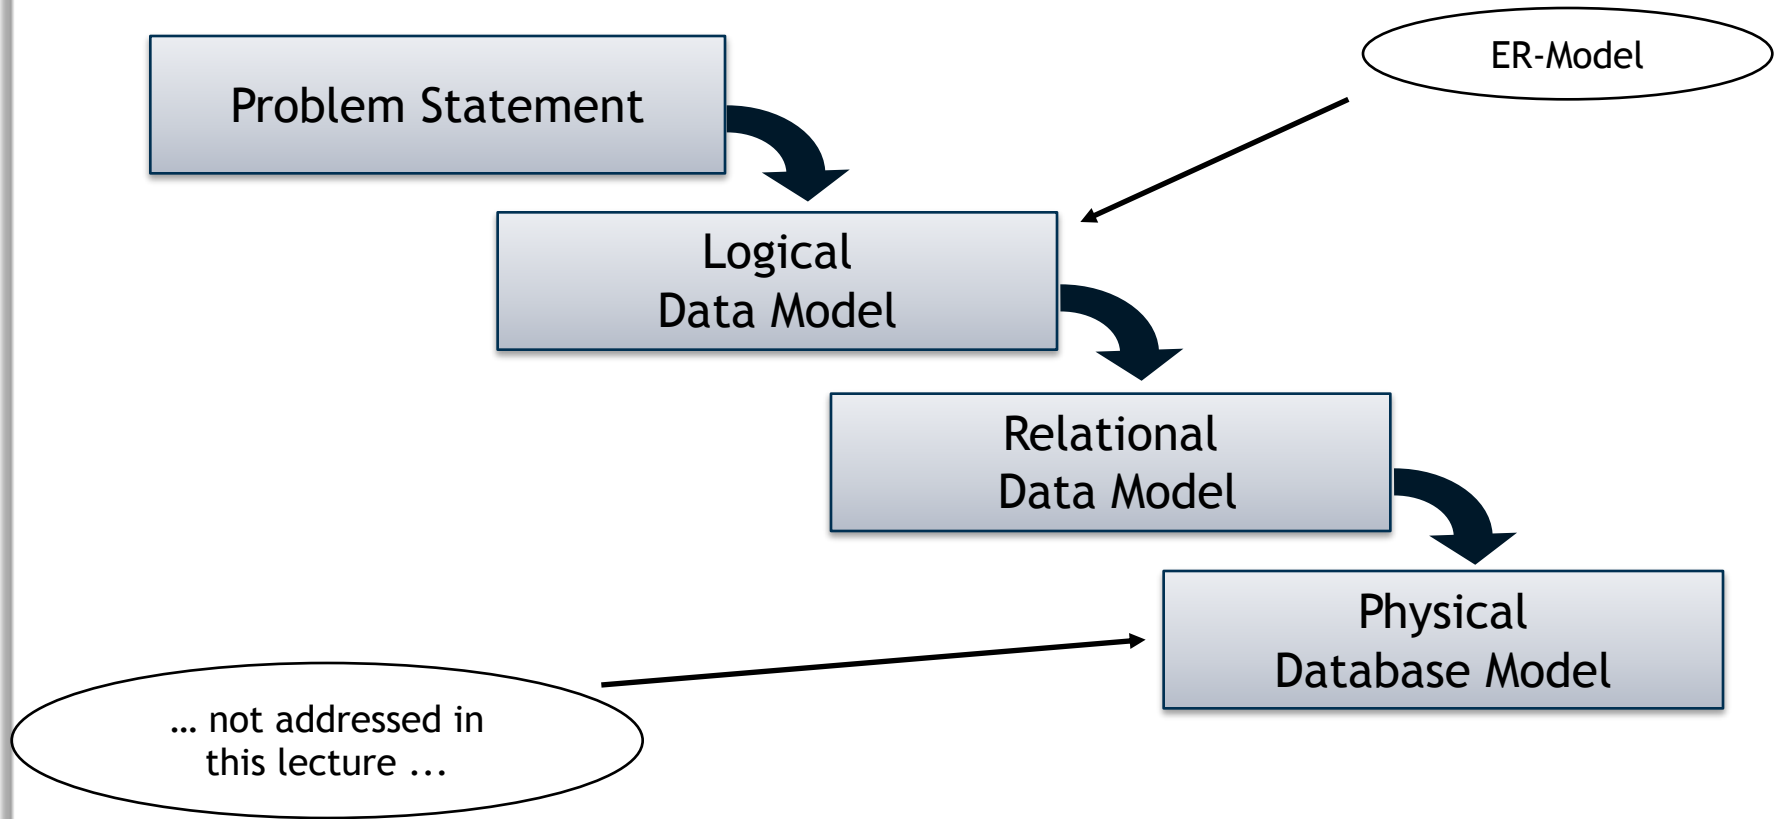 ER-Model
Problem Statement
Logical
Data Model
Relational
Data Model
Physical
Database Model
… not addressed in
this lecture ...